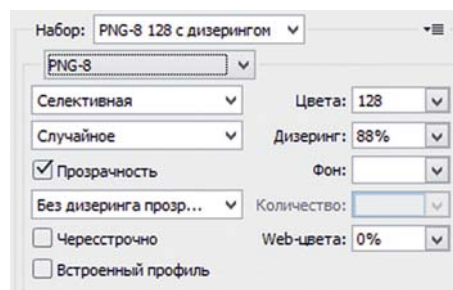 Набор: PNG-8 128 с дизерингом
PNG-8
Селективная Цвета: 128
Случайное Дизеринг: 88%
Прозрачность Фон:
Без дизеринга прозр... Количество:
Чересстрочно Web-цвета: 0%
Встроенный профиль